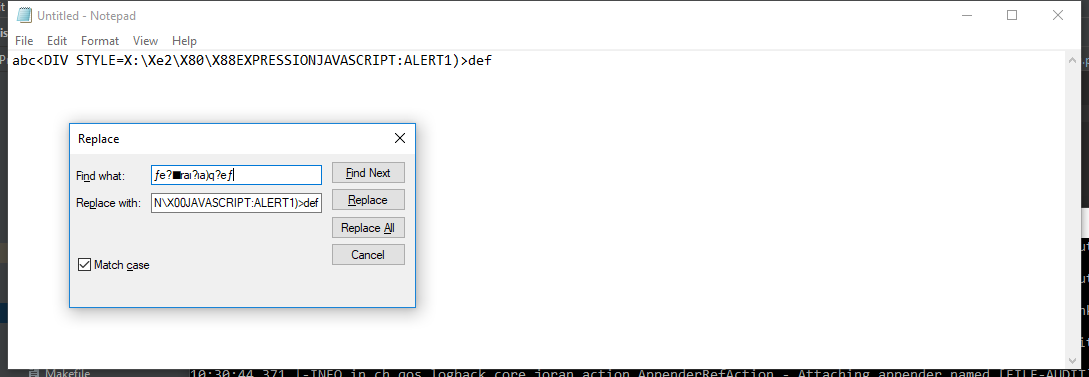 Untitled - Notepad
File Edit Format View Help
abc<DIV STYLE=X:\Xe2\X80\X88EXPRESSIONJAVASCRIPT:ALERT1)>def
Replace
Find what: ƒe?■raı?ıa)q?eƒ
Find Next
Replace with: N\X00JAVASCRIPT:ALERT1)>def
Replace
Replace All
Cancel
Match case
Makefile
10:30:44,371 |-INFO in ch.qos.logback.core.joran.action.AppenderRefAction - Attaching appender named [FILE-AUDIT